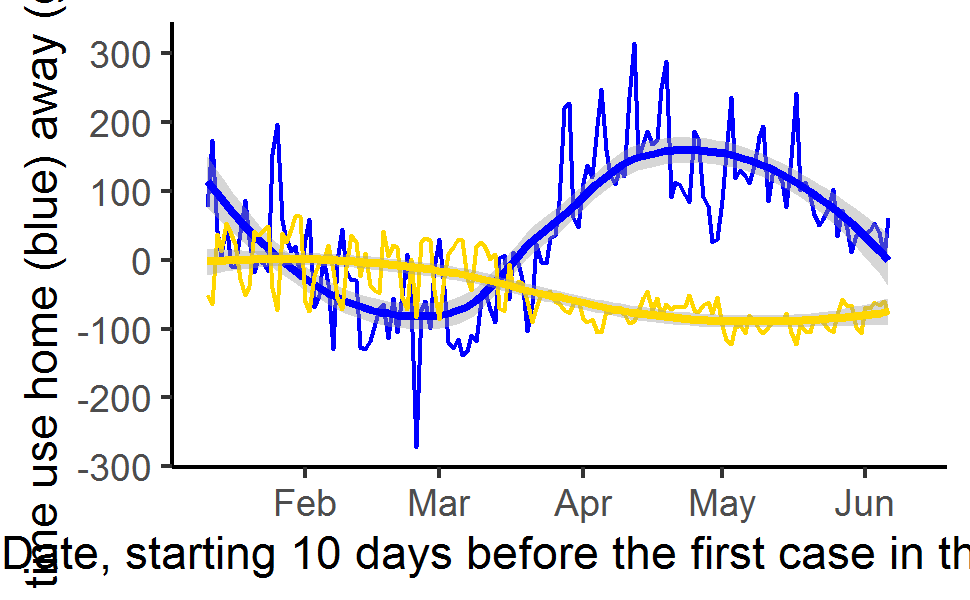 time use home (blue) away (
300
200
100
0
-100
-200
-300
Feb Mar Apr May Jun
Date, starting 10 days before the first case in th